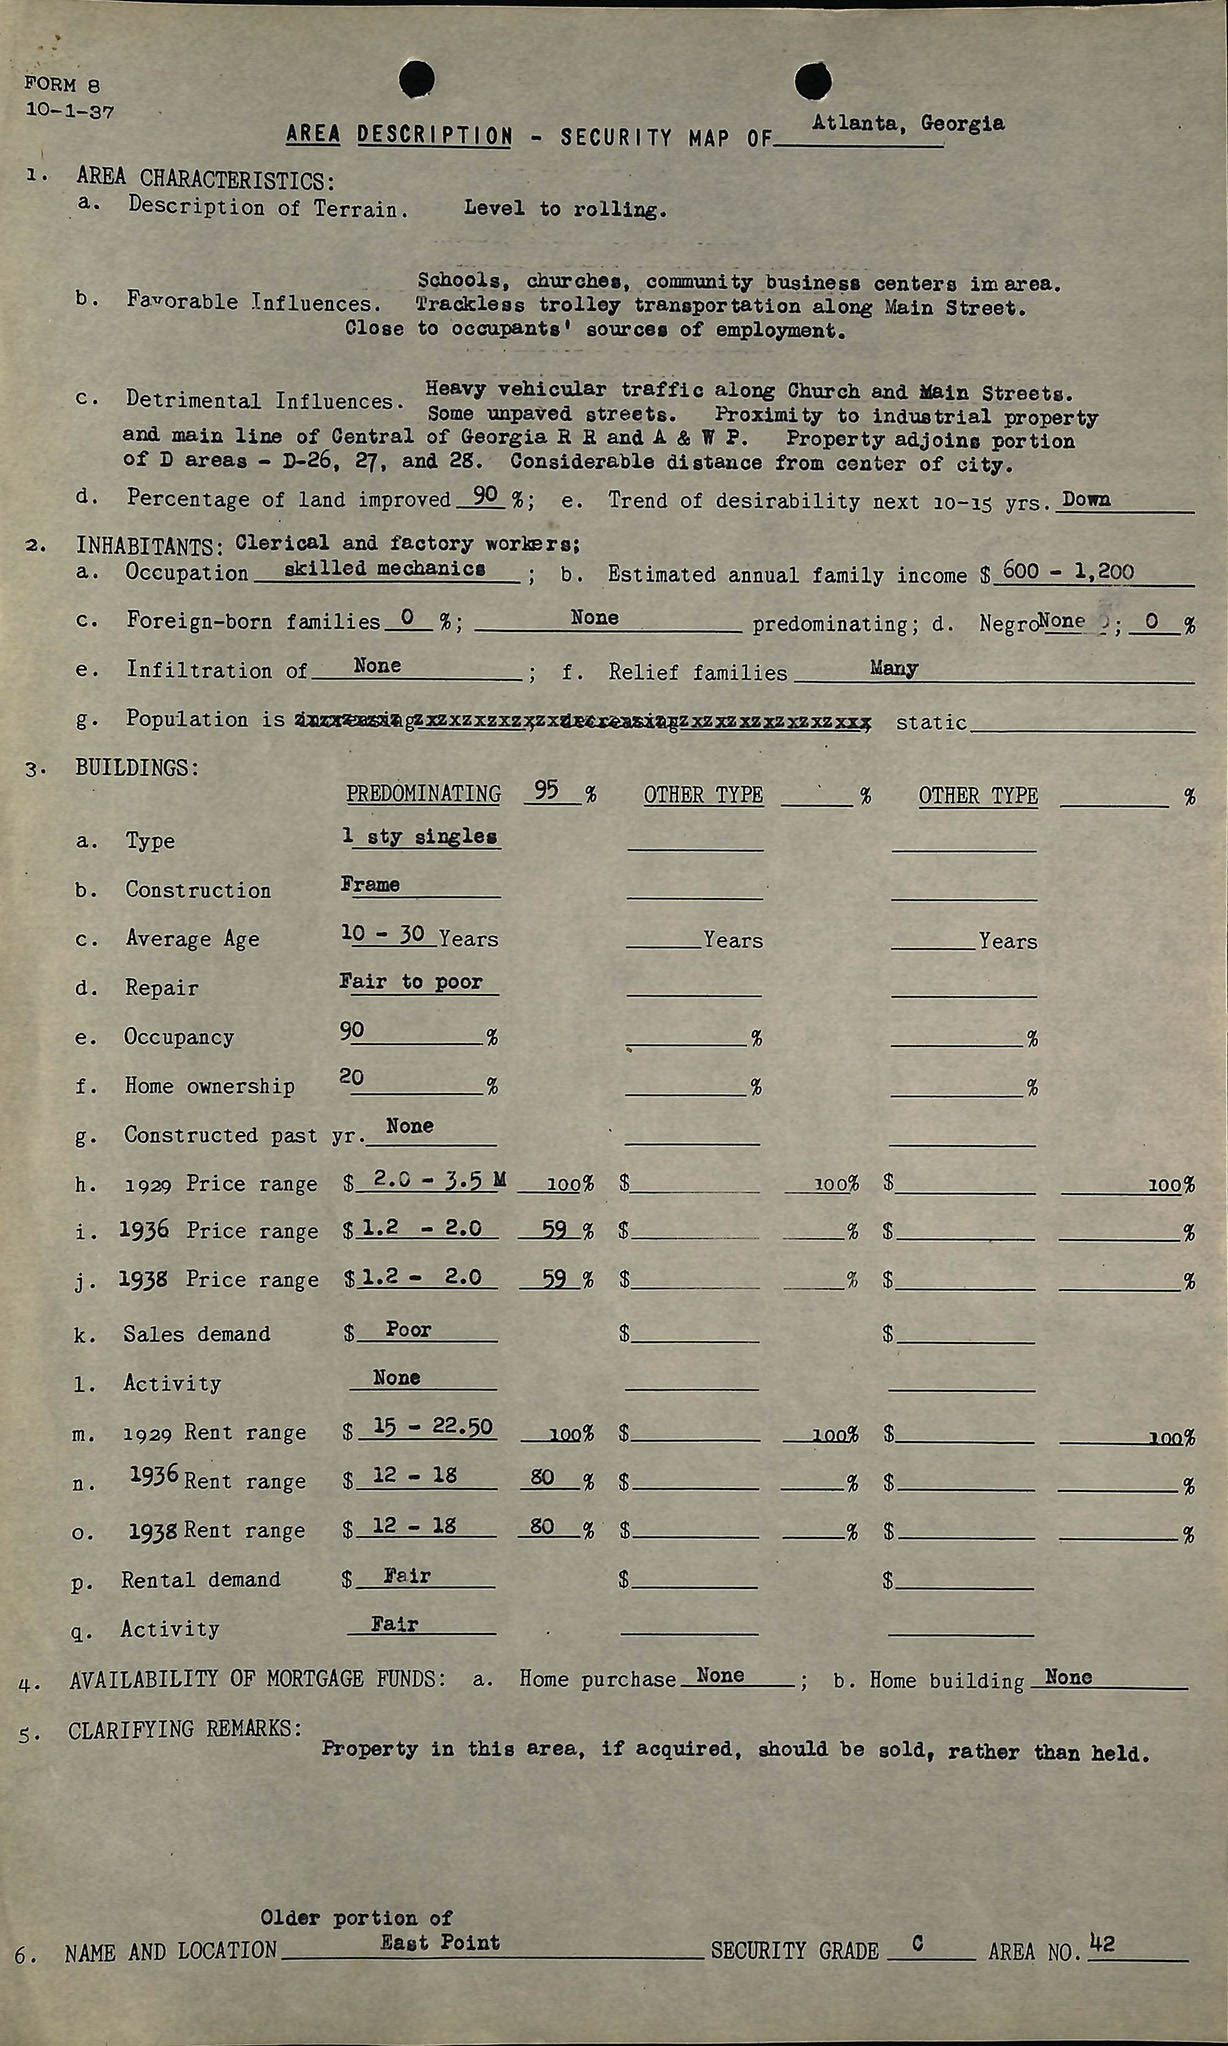 FORM 8
10-1-37
AREA DESCRIPTION - SECURITY MAP OF Atlanta, Georgia
1. AREA CHARACTERISTICS:
a. Description of Terrain. Level to rolling.
Schools, churches, community business centers im area.
b. Favorable Influences. Trackless trolley transportation along Main Street.
Close to occupants' sources of employment.
Heavy vehicular traffic along Church and Main Streets.
c. Detrimental Influences. Some unpaved streets. Proximity to industrial property
and main line of Central of Georgia R R and A & W P. Property adjoins portion
of D areas - D-26, 27, and 28. Considerable distance from center of city.
d. Percentage of land improved 90 %; e. Trend of desirability next 10-15 yrs. Down
2. INHABITANTS: Clerical and factory workers;
a. Occupation skilled mechanics ; b. Estimated annual family income $ 600 - 1,200
c. Foreign-born families 0 %; None predominating; d. Negro None ; 0 %
e. Infiltration of None ; f. Relief families Many
g. Population is static
3. BUILDINGS:
PREDOMINATING 95 % OTHER TYPE % OTHER TYPE %
a. Type 1 sty singles
b. Construction Frame
c. Average Age 10 - 30 Years Years Years
d. Repair Fair to poor
e. Occupancy 90 % % %
f. Home ownership 20 % % %
g. Constructed past yr. None
h. 1929 Price range $ 2.0 - 3.5 M 100% $ 100% $ 100%
i. 1936 Price range $ 1.2 - 2.0 59 % $ % $ %
j. 1938 Price range $ 1.2 - 2.0 59 % $ % $ %
k. Sales demand $ Poor $ $
l. Activity None
m. 1929 Rent range $ 15 - 22.50 100% $ 100% $ 100%
n. 1936 Rent range $ 12 - 18 80 % $ % $ %
o. 1938 Rent range $ 12 - 18 80 % $ % $ %
p. Rental demand $ Fair $ $
q. Activity Fair
4. AVAILABILITY OF MORTGAGE FUNDS: a. Home purchase None ; b. Home building None
5. CLARIFYING REMARKS:
Property in this area, if acquired, should be sold, rather than held.
Older portion of
6. NAME AND LOCATION East Point SECURITY GRADE C AREA NO. 42